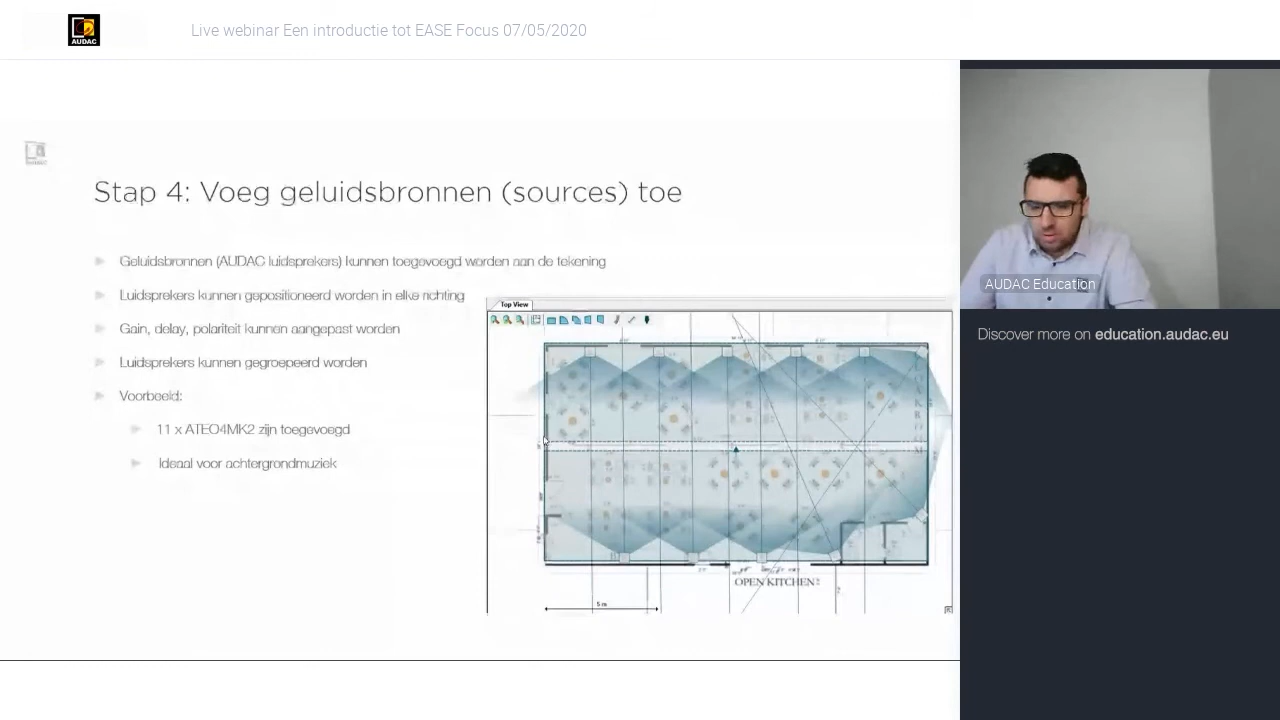 AUDAC
Live webinar Een introductie tot EASE Focus 07/05/2020
Stap 4: Voeg geluidsbronnen (sources) toe
Geluidsbronnen (AUDAC luidsprekers) kunnen toegevoegd worden aan de tekening
Luidsprekers kunnen gepositioneerd worden in elke richting
Gain, delay, polariteit kunnen aangepast worden
Luidsprekers kunnen gegroepeerd worden
Voorbeeld:
11 x ATEO4MK2 zijn toegevoegd
Ideaal voor achtergrondmuziek
Top View
OPEN KITCHEN
5 m
AUDAC Education
Discover more on education.audac.eu